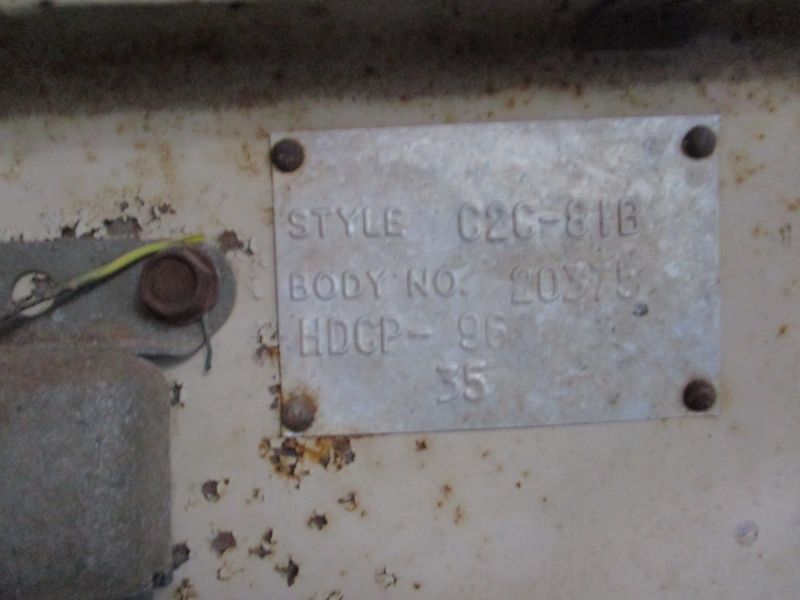 STYLE C2C-81B
BODY NO. 20375
HDCP- 96
35